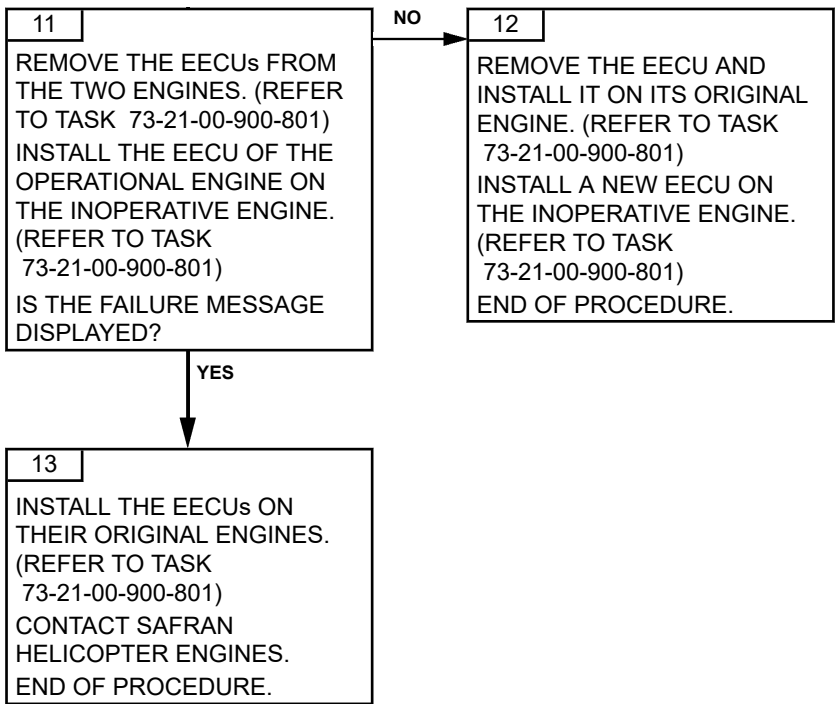 11
REMOVE THE EECUs FROM
THE TWO ENGINES. (REFER
TO TASK 73-21-00-900-801)
INSTALL THE EECU OF THE
OPERATIONAL ENGINE ON
THE INOPERATIVE ENGINE.
(REFER TO TASK
73-21-00-900-801)
IS THE FAILURE MESSAGE
DISPLAYED?
NO
12
REMOVE THE EECU AND
INSTALL IT ON ITS ORIGINAL
ENGINE. (REFER TO TASK
73-21-00-900-801)
INSTALL A NEW EECU ON
THE INOPERATIVE ENGINE.
(REFER TO TASK
73-21-00-900-801)
END OF PROCEDURE.
YES
13
INSTALL THE EECUs ON
THEIR ORIGINAL ENGINES.
(REFER TO TASK
73-21-00-900-801)
CONTACT SAFRAN
HELICOPTER ENGINES.
END OF PROCEDURE.